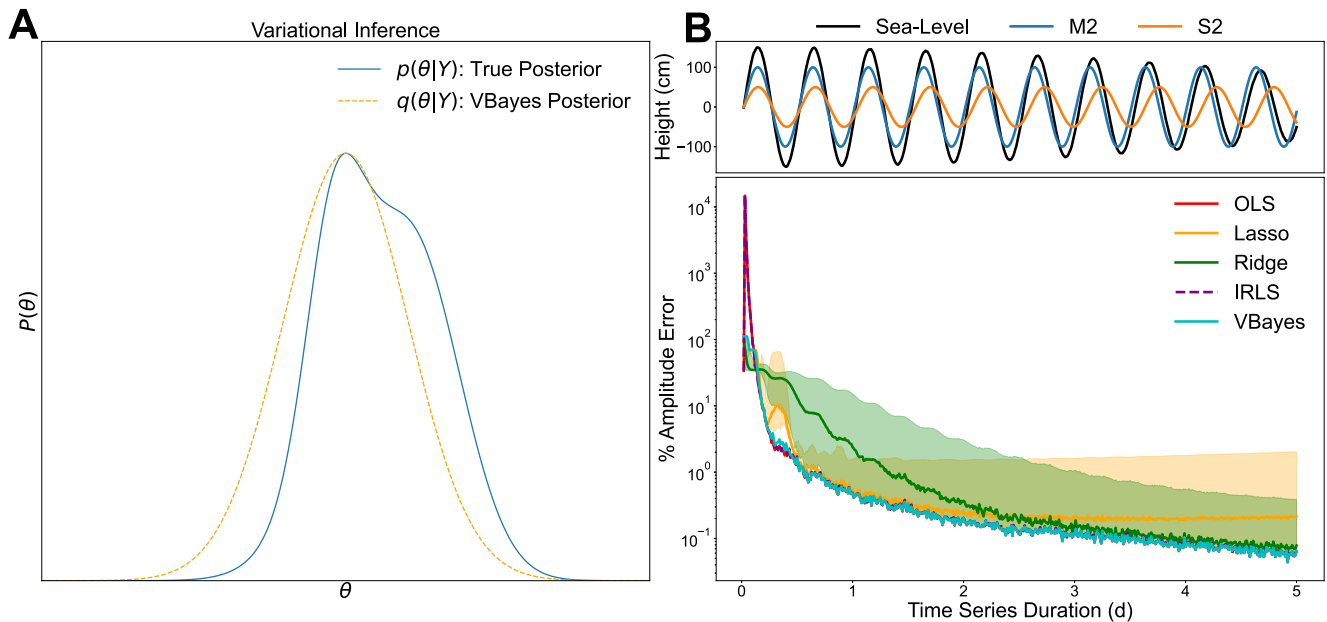 A
Variational Inference
p(θ|Y): True Posterior
q(θ|Y): VBayes Posterior
P(θ)
θ
B
Sea-Level M2 S2
Height (cm)
100
0
−100
% Amplitude Error
10^4
10^3
10^2
10^1
10^0
10^-1
OLS
Lasso
Ridge
IRLS
VBayes
0 1 2 3 4 5
Time Series Duration (d)